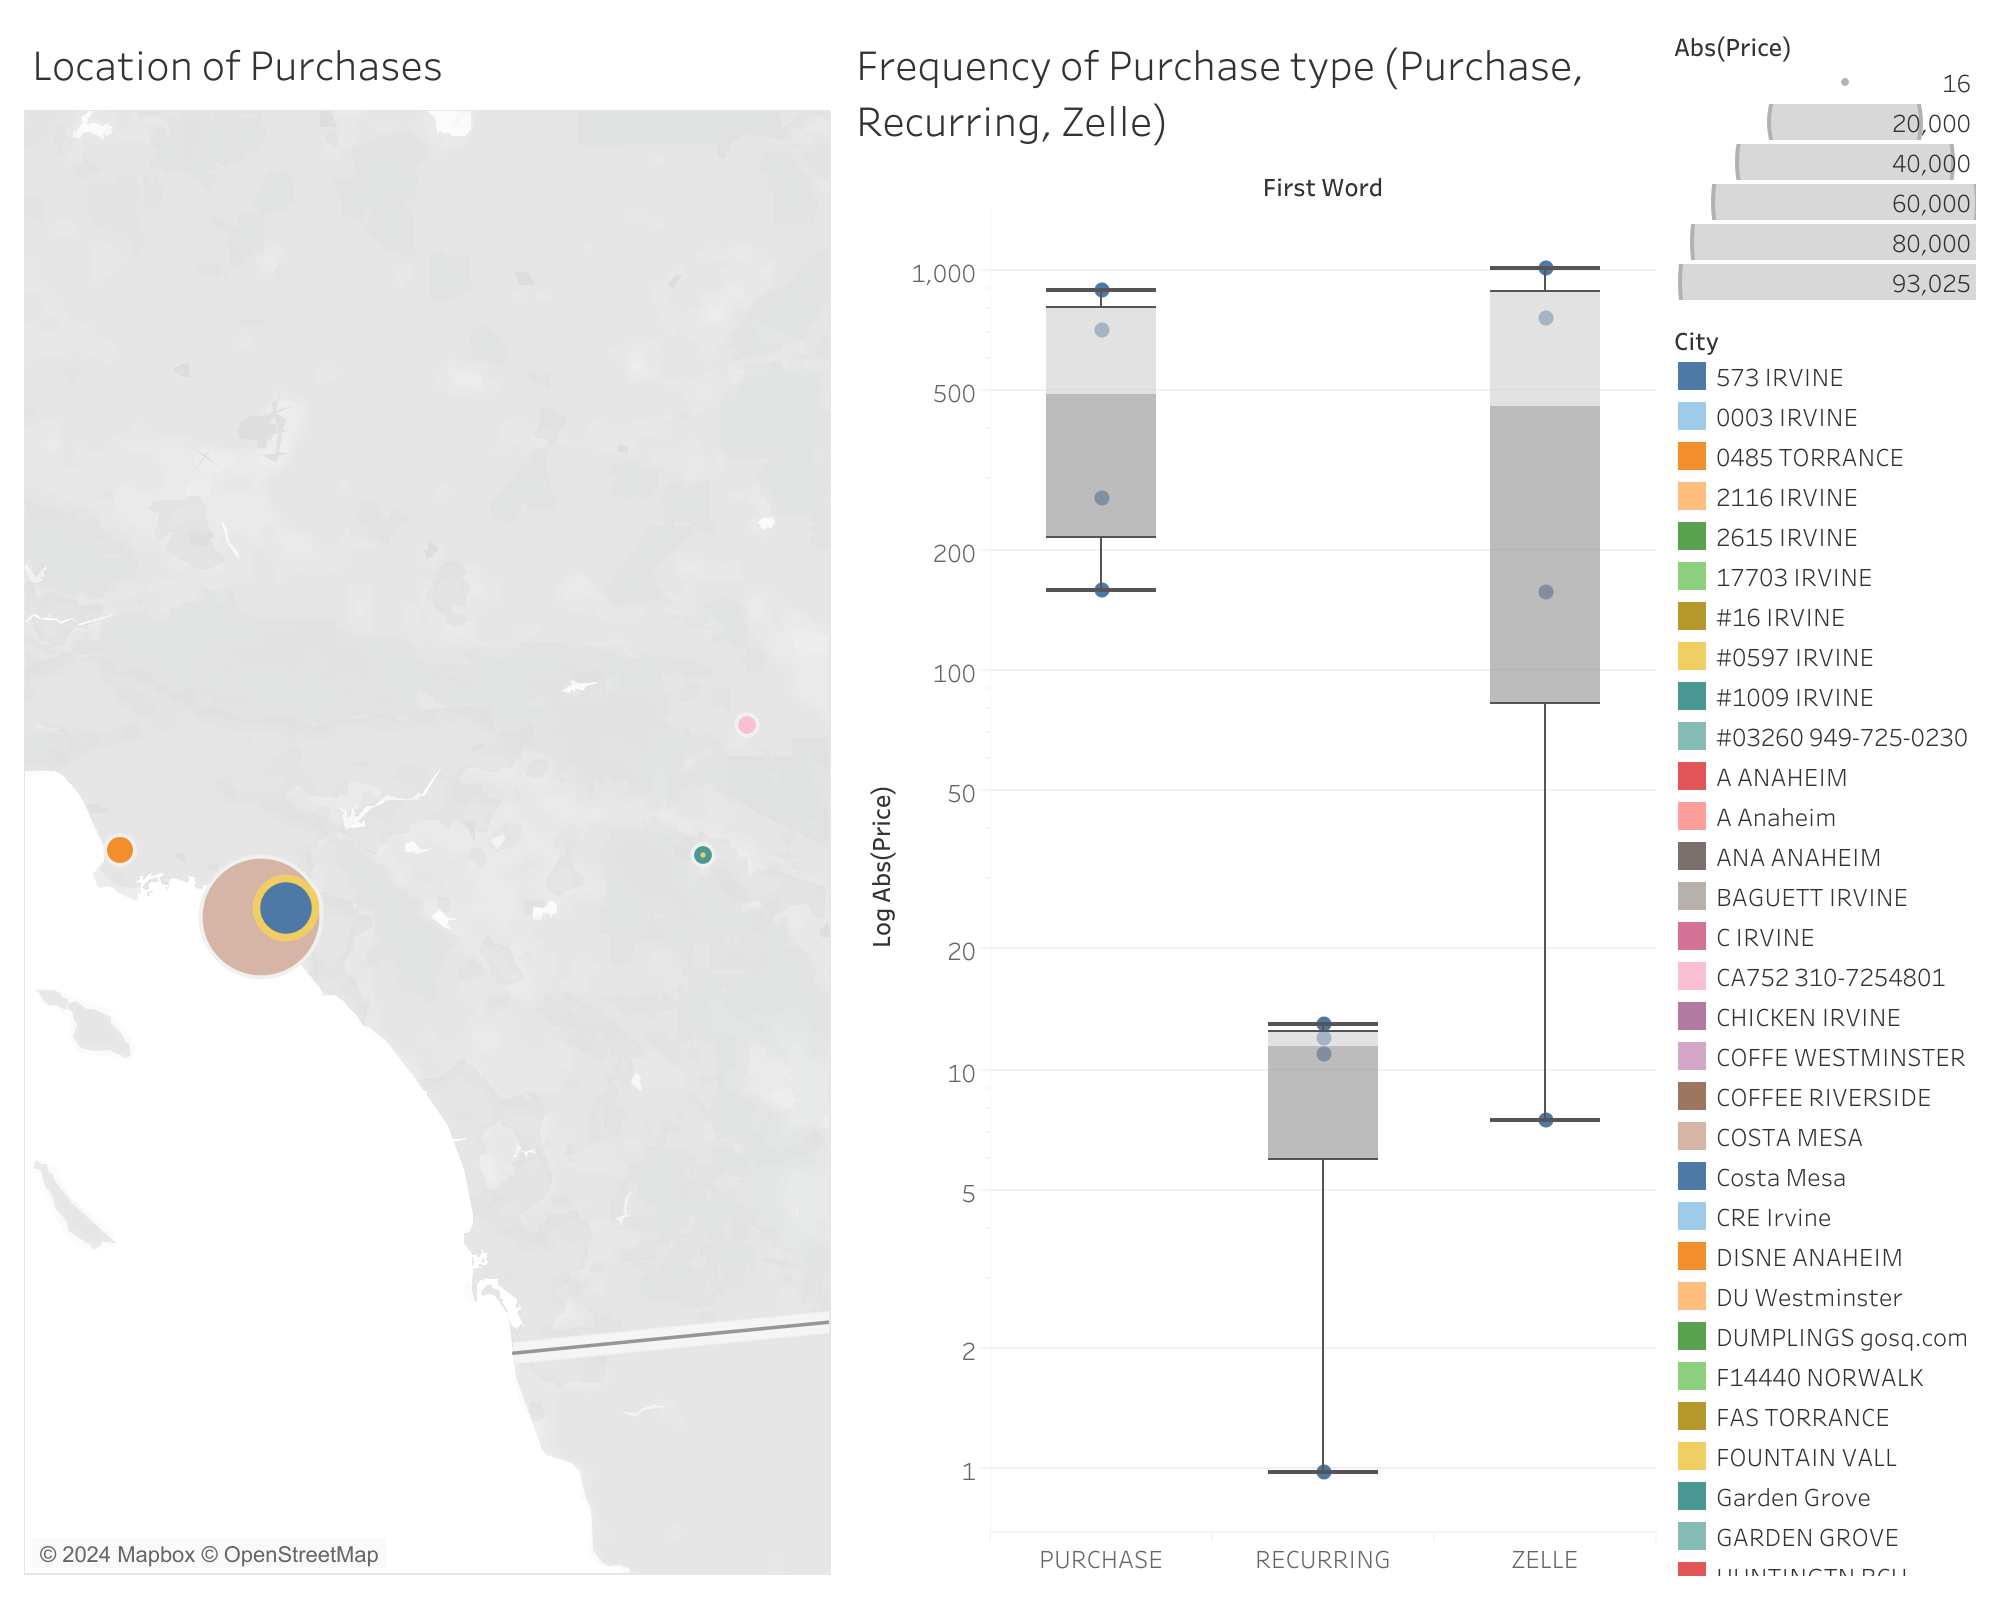 Location of Purchases
© 2024 Mapbox © OpenStreetMap
Frequency of Purchase type (Purchase,
Recurring, Zelle)
First Word
Log Abs(Price)
1,000
500
200
100
50
20
10
5
2
1
PURCHASE RECURRING ZELLE
Abs(Price)
16
20,000
40,000
60,000
80,000
93,025
City
573 IRVINE
0003 IRVINE
0485 TORRANCE
2116 IRVINE
2615 IRVINE
17703 IRVINE
#16 IRVINE
#0597 IRVINE
#1009 IRVINE
#03260 949-725-0230
A ANAHEIM
A Anaheim
ANA ANAHEIM
BAGUETT IRVINE
C IRVINE
CA752 310-7254801
CHICKEN IRVINE
COFFE WESTMINSTER
COFFEE RIVERSIDE
COSTA MESA
Costa Mesa
CRE Irvine
DISNE ANAHEIM
DU Westminster
DUMPLINGS gosq.com
F14440 NORWALK
FAS TORRANCE
FOUNTAIN VALL
Garden Grove
GARDEN GROVE